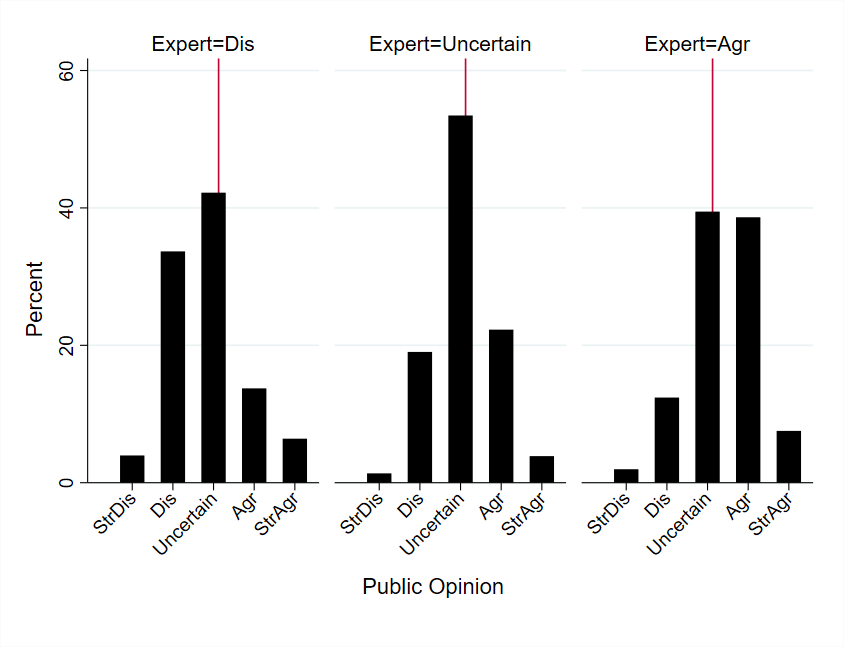 Expert=Dis
Expert=Uncertain
Expert=Agr
60
40
20
0
Percent
StrDis
Dis
Uncertain
Agr
StrAgr
StrDis
Dis
Uncertain
Agr
StrAgr
StrDis
Dis
Uncertain
Agr
StrAgr
Public Opinion